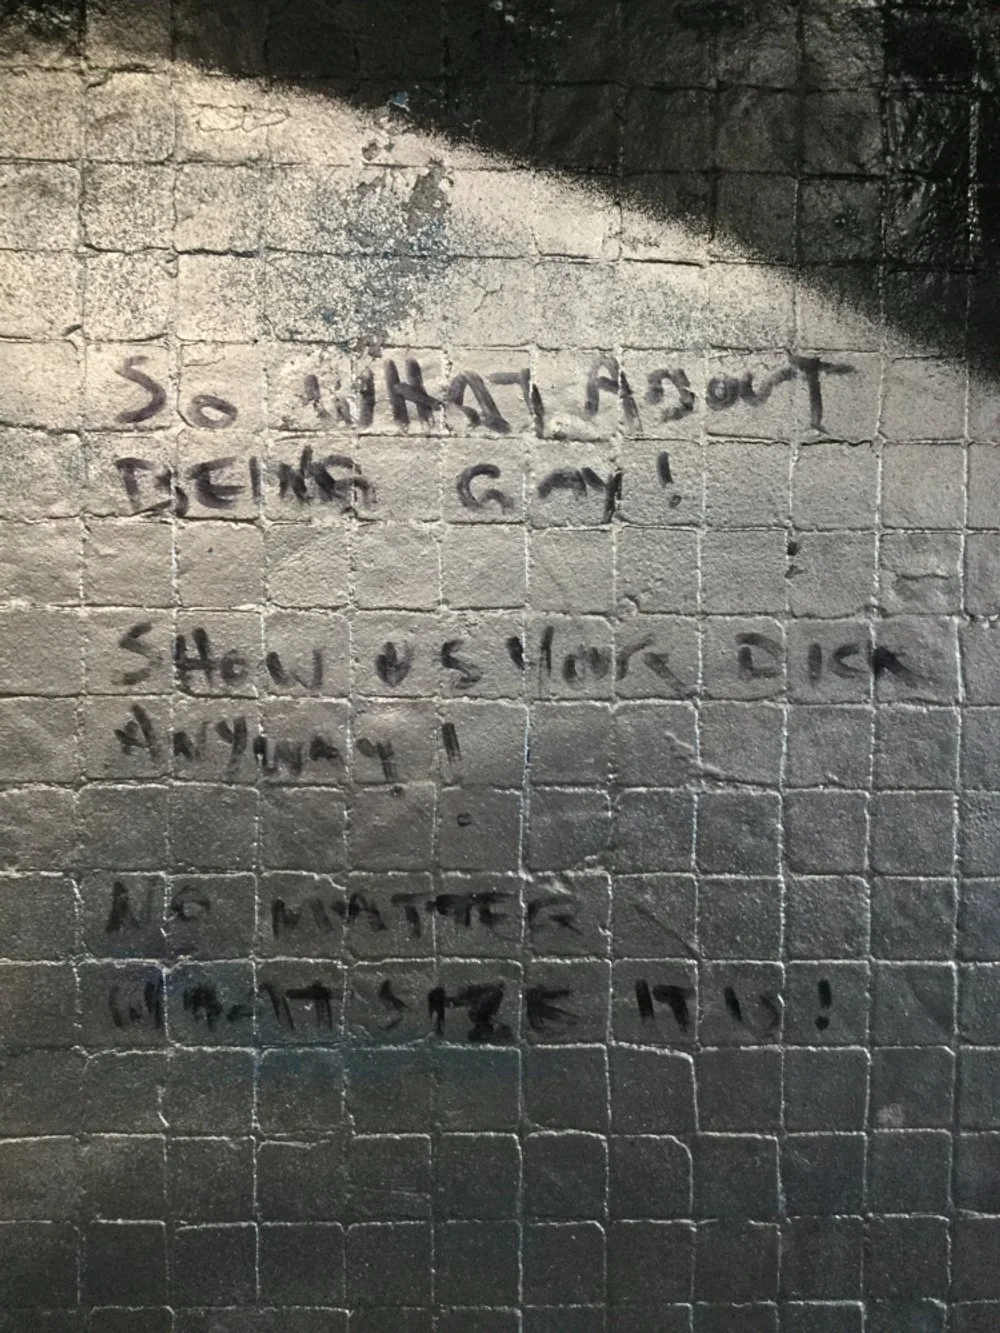 SO WHAT ABOUT
BEING GAY!
SHOW US YOUR DICK
ANYWAY!
NO MATTER
WHAT SIZE IT IS!